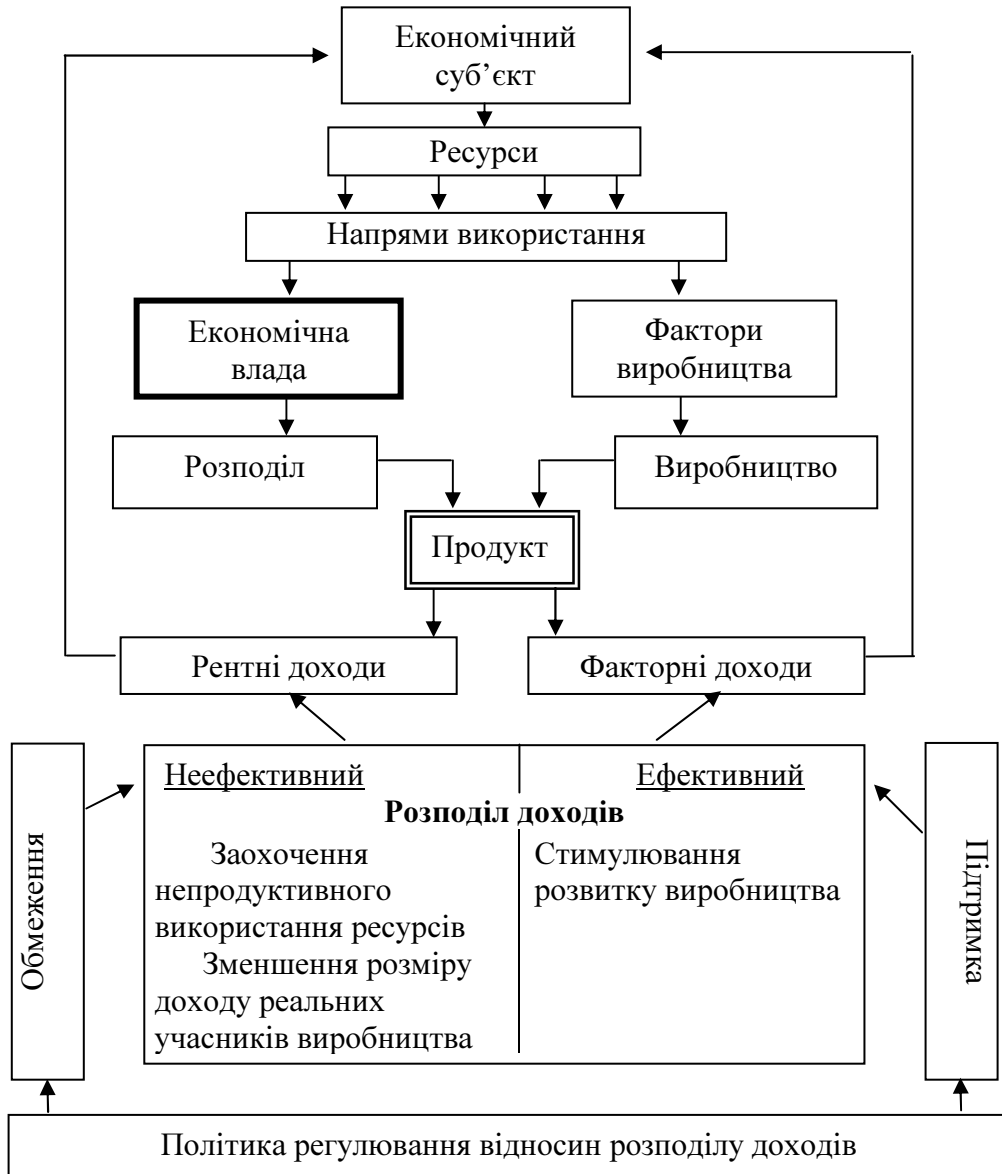 Економічний
суб’єкт
Ресурси
Напрями використання
Економічна
влада
Фактори
виробництва
Розподіл
Виробництво
Продукт
Рентні доходи
Факторні доходи
Обмеження
Неефективний
Ефективний
Розподіл доходів
Заохочення
непродуктивного
використання ресурсів
Зменшення розміру
доходу реальних
учасників виробництва
Стимулювання
розвитку виробництва
Підтримка
Політика регулювання відносин розподілу доходів